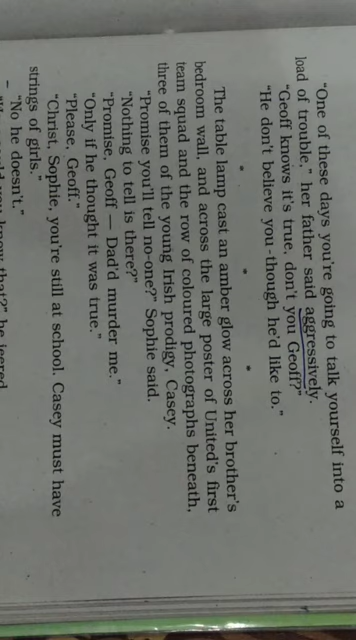 "One of these days you're going to talk yourself into a
load of trouble," her father said aggressively.
"Geoff knows it's true, don't you Geoff?"
"He don't believe you-though he'd like to."
* * *
The table lamp cast an amber glow across her brother's
bedroom wall, and across the large poster of United's first
team squad and the row of coloured photographs beneath,
three of them of the young Irish prodigy, Casey.
"Promise you'll tell no-one?" Sophie said.
"Nothing to tell is there?"
"Promise, Geoff — Dad'd murder me."
"Only if he thought it was true."
"Please, Geoff."
"Christ, Sophie, you're still at school. Casey must have
strings of girls."
"No he doesn't."
know that?" he jeered